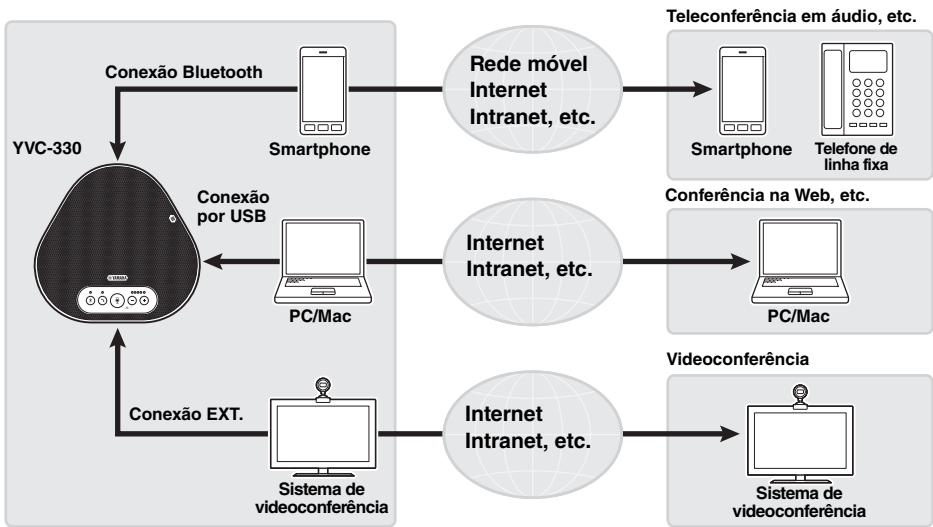 Teleconferência em áudio, etc.
Conexão Bluetooth
Rede móvel
Internet
Intranet, etc.
YVC-330
Smartphone
Smartphone
Telefone de
linha fixa
Conexão
por USB
Conferência na Web, etc.
Internet
Intranet, etc.
YAMAHA
PC/Mac
PC/Mac
Videoconferência
Conexão EXT.
Internet
Intranet, etc.
Sistema de
videoconferência
Sistema de
videoconferência